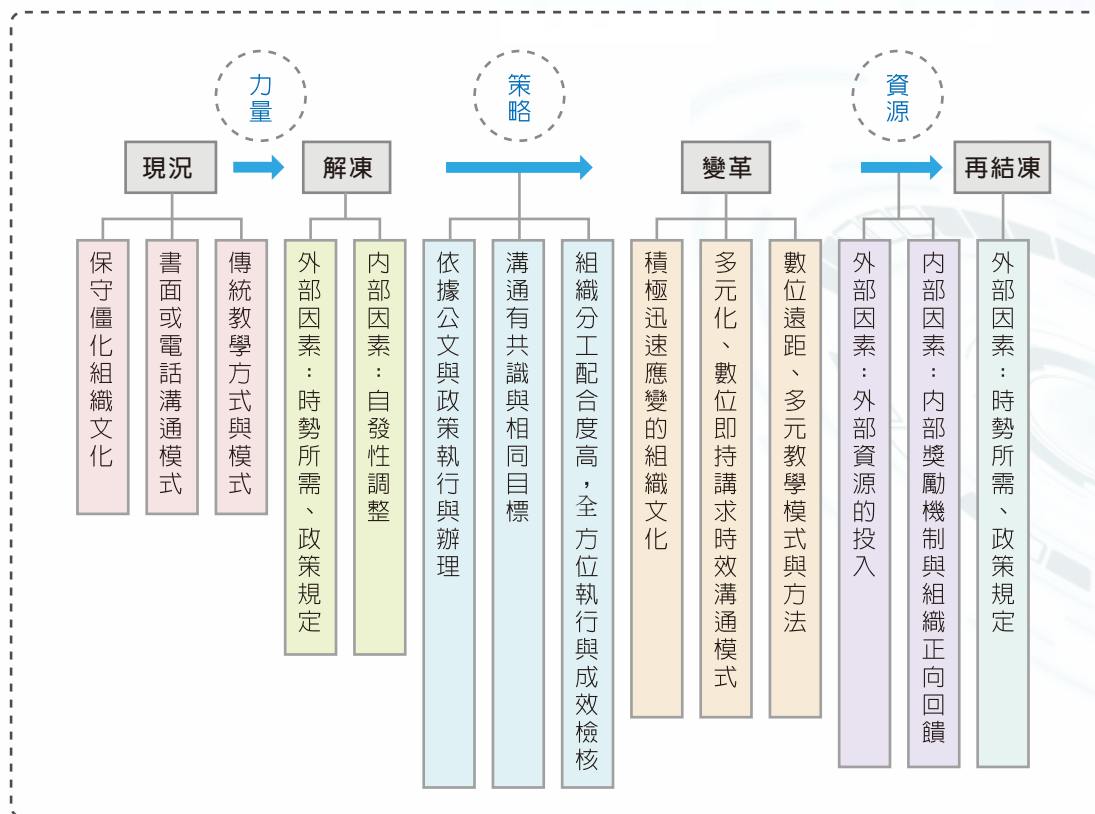 力量
策略
資源
現況
解凍
變革
再結凍
保守僵化組織文化
書面或電話溝通模式
傳統教學方式與模式
外部因素：時勢所需、政策規定
內部因素：自發性調整
依據公文與政策執行與辦理
溝通有共識與相同目標
組織分工配合度高，全方位執行與成效檢核
積極迅速應變的組織文化
多元化、數位即持講求時效溝通模式
數位遠距、多元教學模式與方法
外部因素：外部資源的投入
內部因素：內部獎勵機制與組織正向回饋
外部因素：時勢所需、政策規定